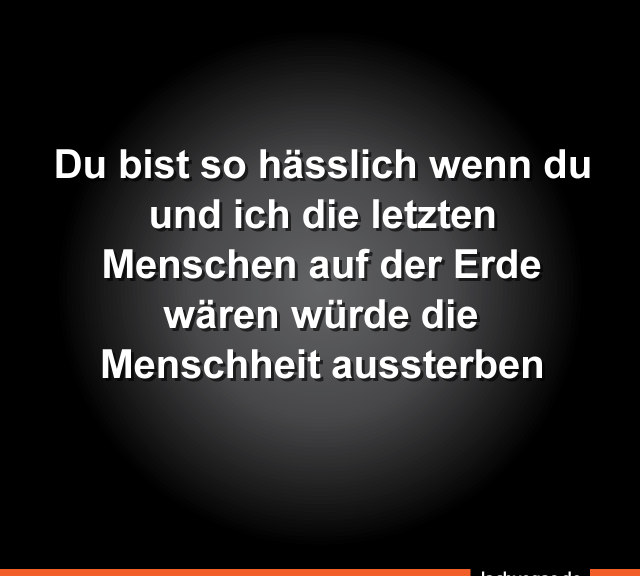 Du bist so hässlich wenn du
und ich die letzten
Menschen auf der Erde
wären würde die
Menschheit aussterben